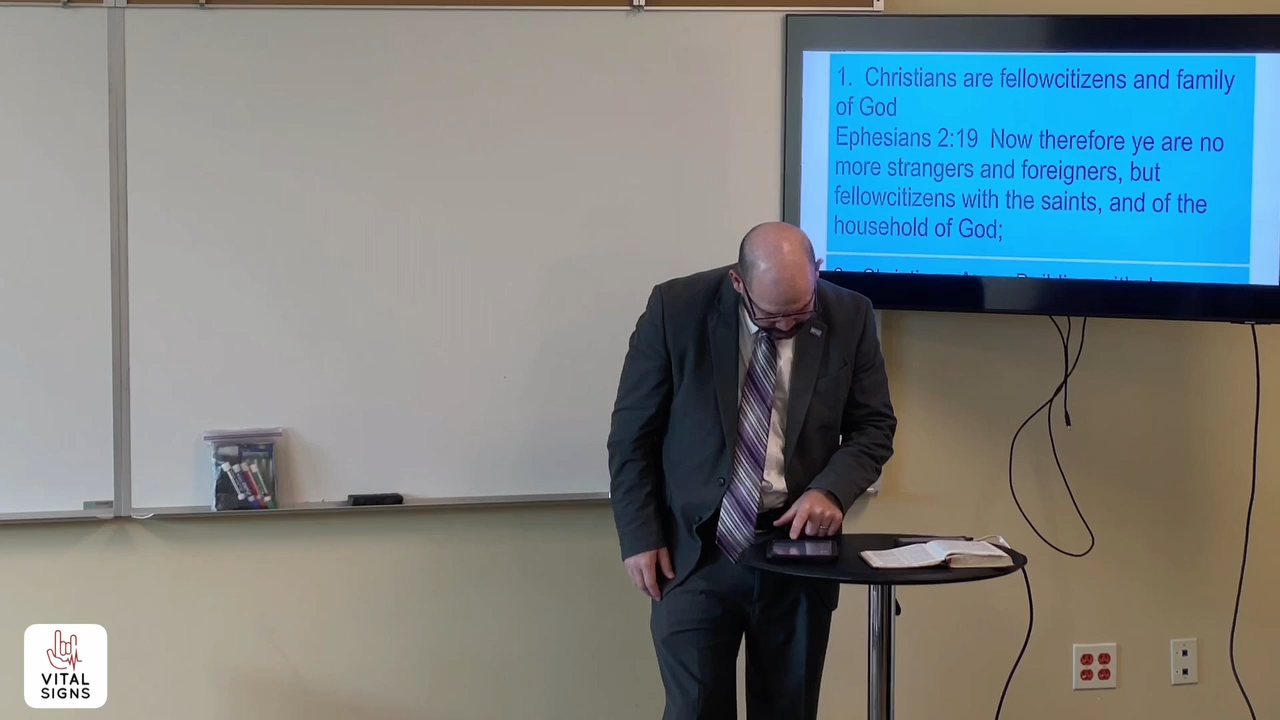 1.  Christians are fellowcitizens and family
of God
Ephesians 2:19  Now therefore ye are no
more strangers and foreigners, but
fellowcitizens with the saints, and of the
household of God;
VITAL
SIGNS